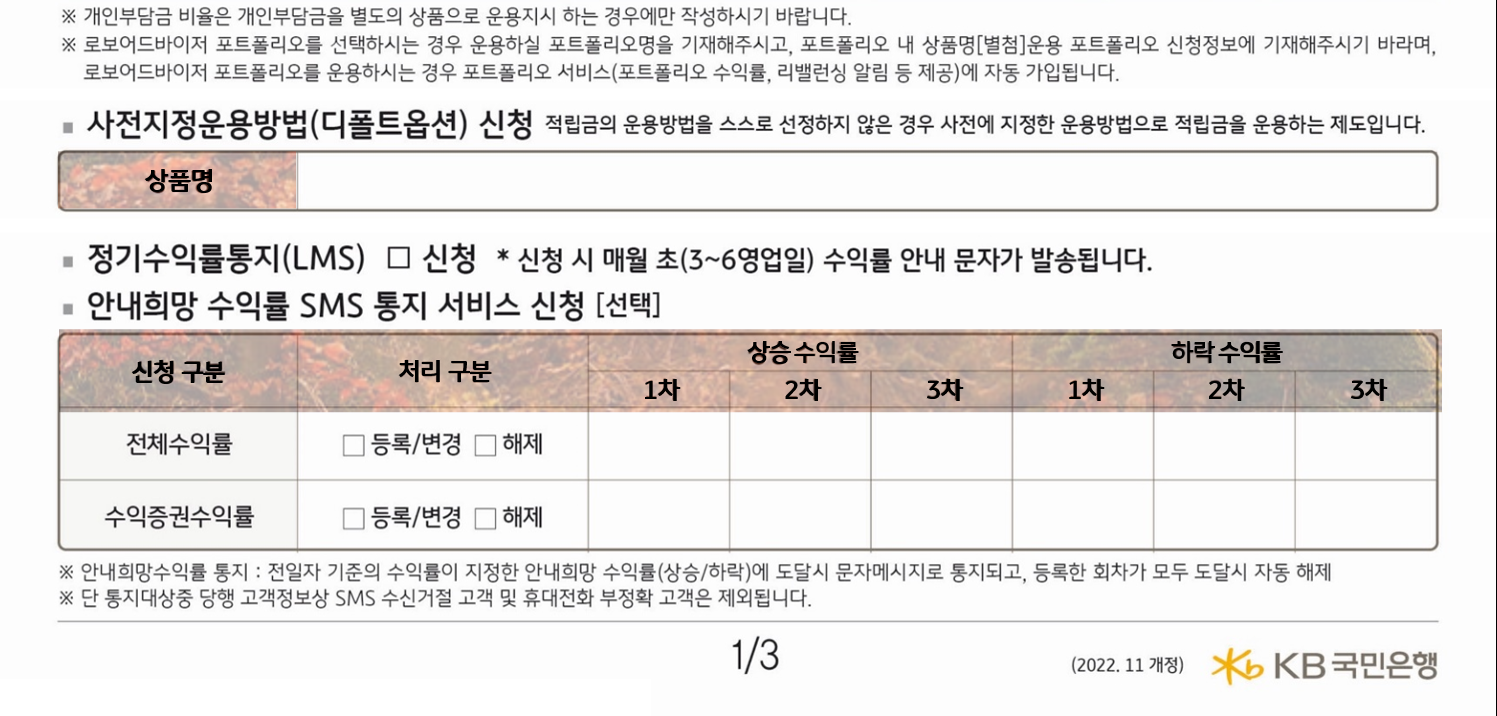 ※ 개인부담금 비율은 개인부담금을 별도의 상품으로 운용지시 하는 경우에만 작성하시기 바랍니다.
※ 로보어드바이저 포트폴리오를 선택하시는 경우 운용하실 포트폴리오명을 기재해주시고, 포트폴리오 내 상품명[별첨]운용 포트폴리오 신청정보에 기재해주시기 바라며,
로보어드바이저 포트폴리오를 운용하시는 경우 포트폴리오 서비스(포트폴리오 수익률, 리밸런싱 알림 등 제공)에 자동 가입됩니다.
▪ 사전지정운용방법(디폴트옵션) 신청 적립금의 운용방법을 스스로 선정하지 않은 경우 사전에 지정한 운용방법으로 적립금을 운용하는 제도입니다.
상품명
▪ 정기수익률통지(LMS) □ 신청 * 신청 시 매월 초(3~6영업일) 수익률 안내 문자가 발송됩니다.
▪ 안내희망 수익률 SMS 통지 서비스 신청 [선택]
신청 구분 처리 구분 상승 수익률 하락 수익률
1차 2차 3차 1차 2차 3차
전체수익률 □ 등록/변경 □ 해제
수익증권수익률 □ 등록/변경 □ 해제
※ 안내희망수익률 통지 : 전일자 기준의 수익률이 지정한 안내희망 수익률(상승/하락)에 도달시 문자메시지로 통지되고, 등록한 회차가 모두 도달시 자동 해제
※ 단 통지대상중 당행 고객정보상 SMS 수신거절 고객 및 휴대전화 부정확 고객은 제외됩니다.
1/3
(2022. 11 개정) KB 국민은행